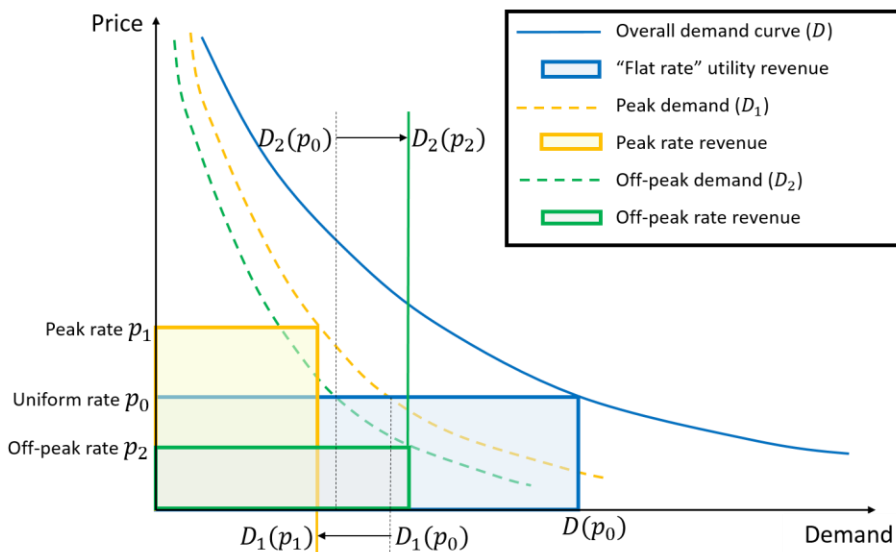 Price
Overall demand curve (D)
“Flat rate” utility revenue
Peak demand (D₁)
Peak rate revenue
Off-peak demand (D₂)
Off-peak rate revenue
D₂(p₀)
D₂(p₂)
Peak rate p₁
Uniform rate p₀
Off-peak rate p₂
D₁(p₁)
D₁(p₀)
D(p₀)
Demand